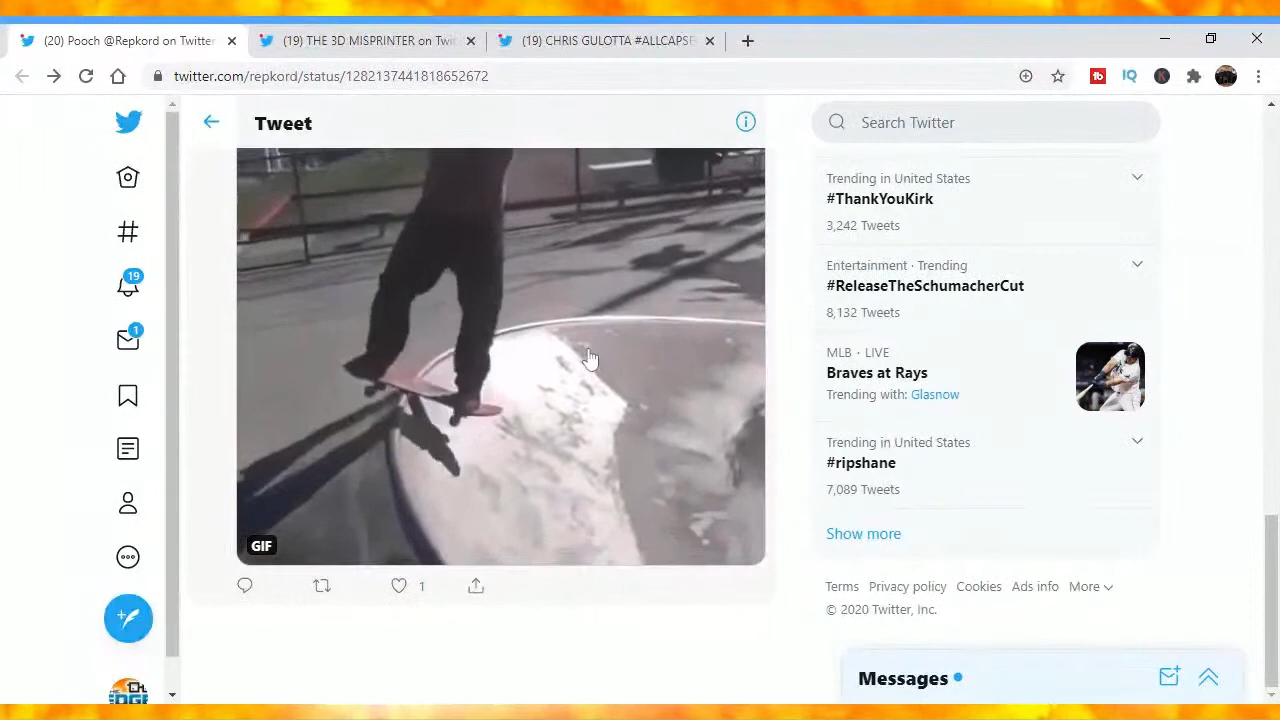 (20) Pooch @Repkord on Twitter
(19) THE 3D MISPRINTER on Twi
(19) CHRIS GULOTTA #ALLCAPSE
twitter.com/repkord/status/1282137441818652672
tb
IQ
K
Tweet
Search Twitter
Trending in United States
#ThankYouKirk
3,242 Tweets
Entertainment · Trending
#ReleaseTheSchumacherCut
8,132 Tweets
MLB · LIVE
Braves at Rays
Trending with: Glasnow
Trending in United States
#ripshane
7,089 Tweets
Show more
Terms Privacy policy Cookies Ads info More
© 2020 Twitter, Inc.
19
1
GIF
1
Messages